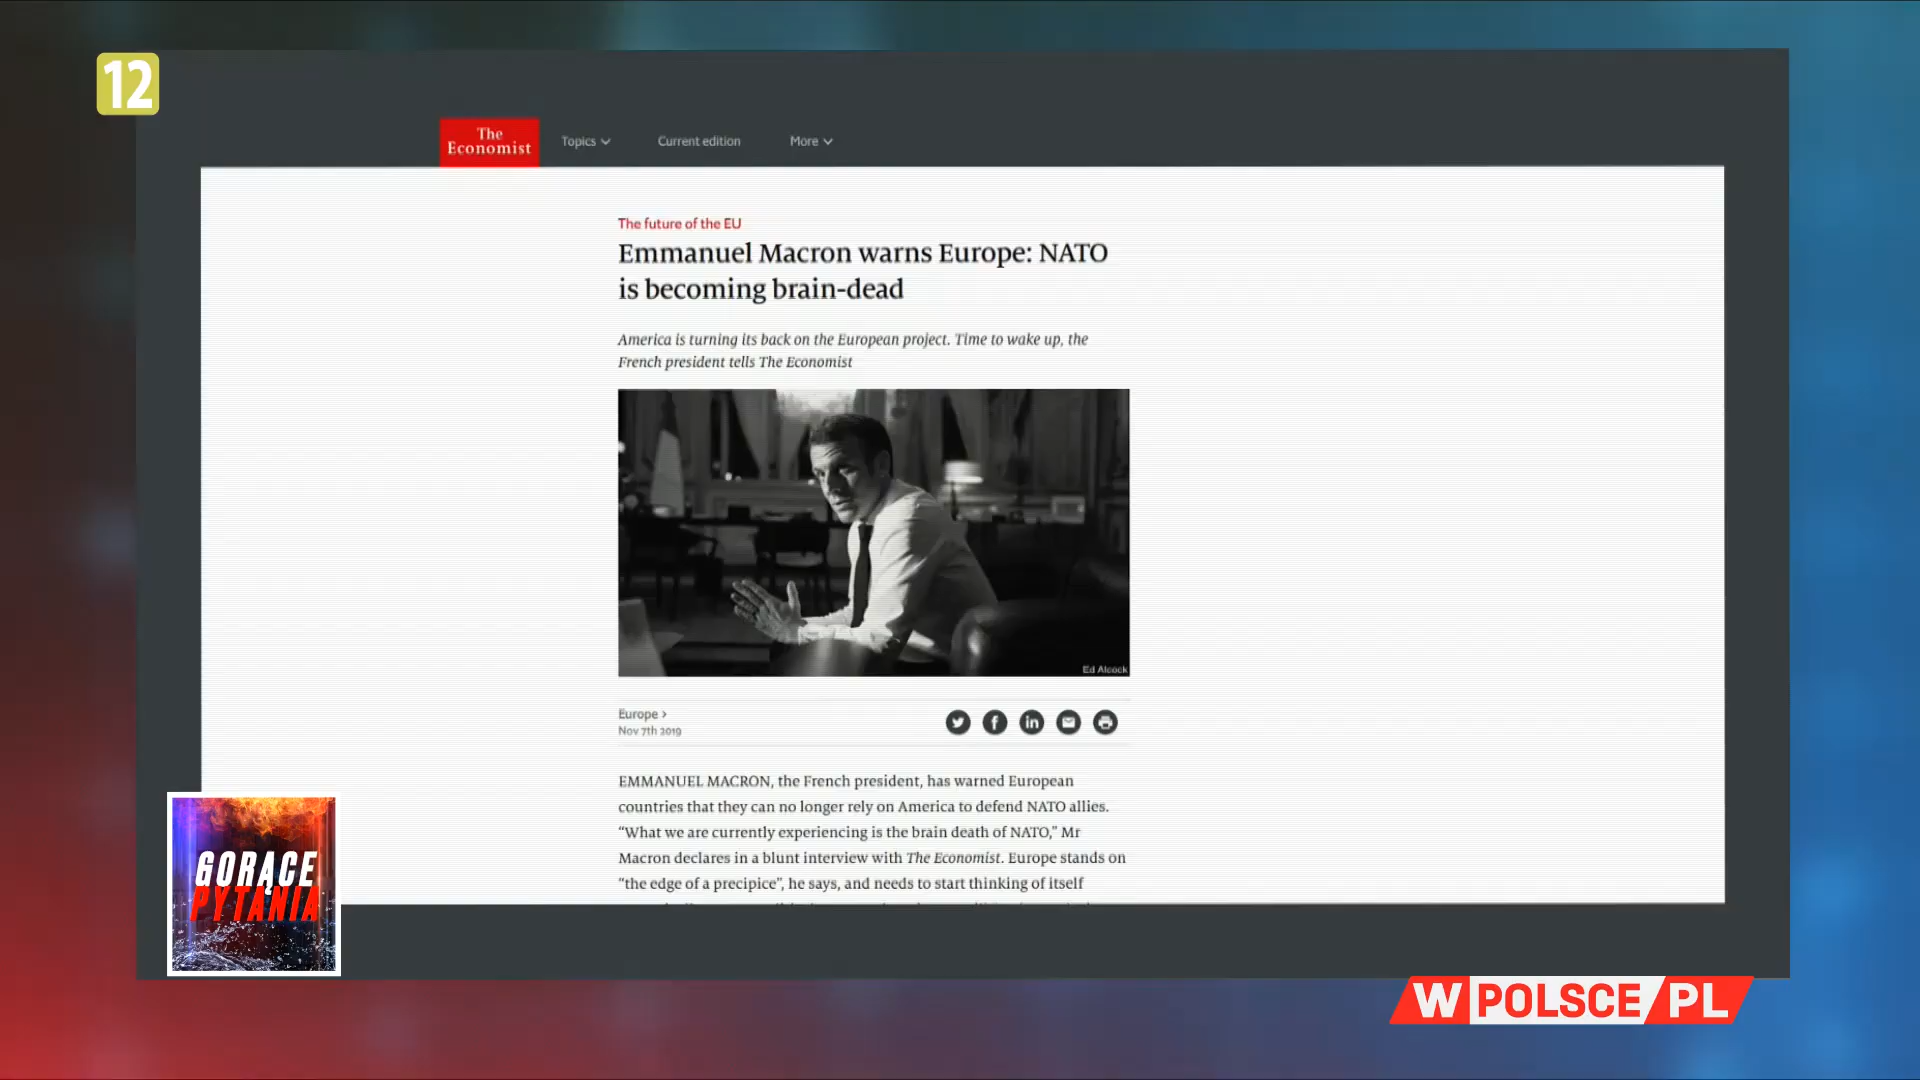 12
The
Economist
Topics
Current edition
More
The future of the EU
Emmanuel Macron warns Europe: NATO
is becoming brain-dead
America is turning its back on the European project. Time to wake up, the
French president tells The Economist
Ed Alcock
Europe >
Nov 7th 2019
EMMANUEL MACRON, the French president, has warned European
countries that they can no longer rely on America to defend NATO allies.
“What we are currently experiencing is the brain death of NATO,” Mr
Macron declares in a blunt interview with The Economist. Europe stands on
“the edge of a precipice”, he says, and needs to start thinking of itself
GORĄCE
PYTANIA
W POLSCE/PL